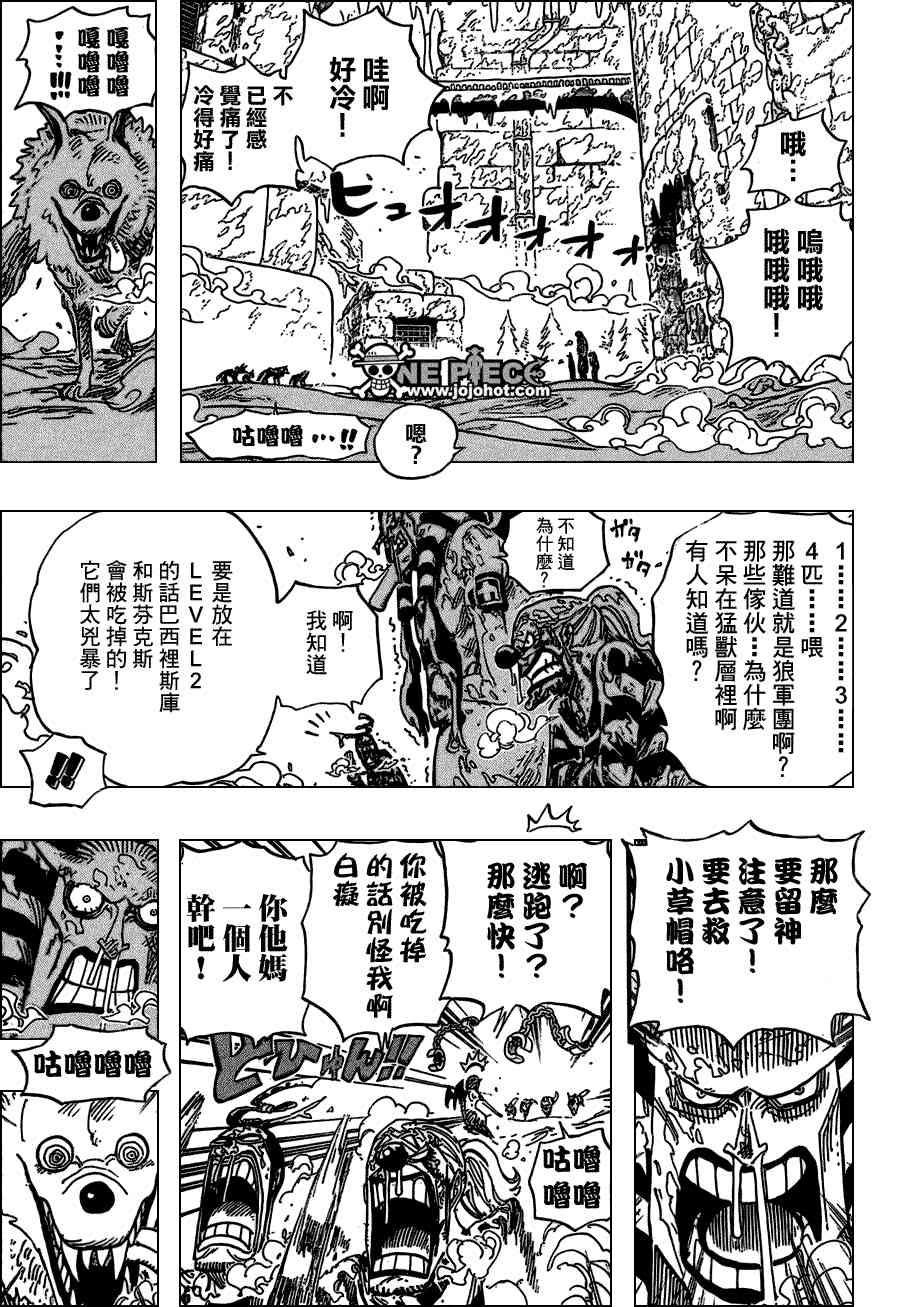 哦…
嗚哦哦
哦哦哦！
哇啊
好冷！
不
已經感
覺痛了！
冷得好痛
ビュオオオオオ
ONE PIECE
www.jojohot.com
嗯？
咕嚕嚕…!!
嘎嚕嚕
嘎嚕嚕
…!!!
1……2……3……
4匹……喂
那難道就是狼軍團啊？
那些傢伙…為什麼
不呆在猛獸層裡啊
有人知道嗎？
ガタ
ガタ
不知道
為什麼？
啊！
我知道
要是放在
LEVEL2
的話巴西裡斯庫
和斯芬克斯
會被吃掉的！
它們太兇暴了
!!
那麼
要留神
注意了！
要去救
小草帽咯！
啊？
逃跑了？
那麼快！
你被吃掉
的話別怪我啊
白癡
你他媽
一個人
幹吧！
ど〜ひゅん!!
咕嚕
嚕嚕
咕嚕嚕嚕